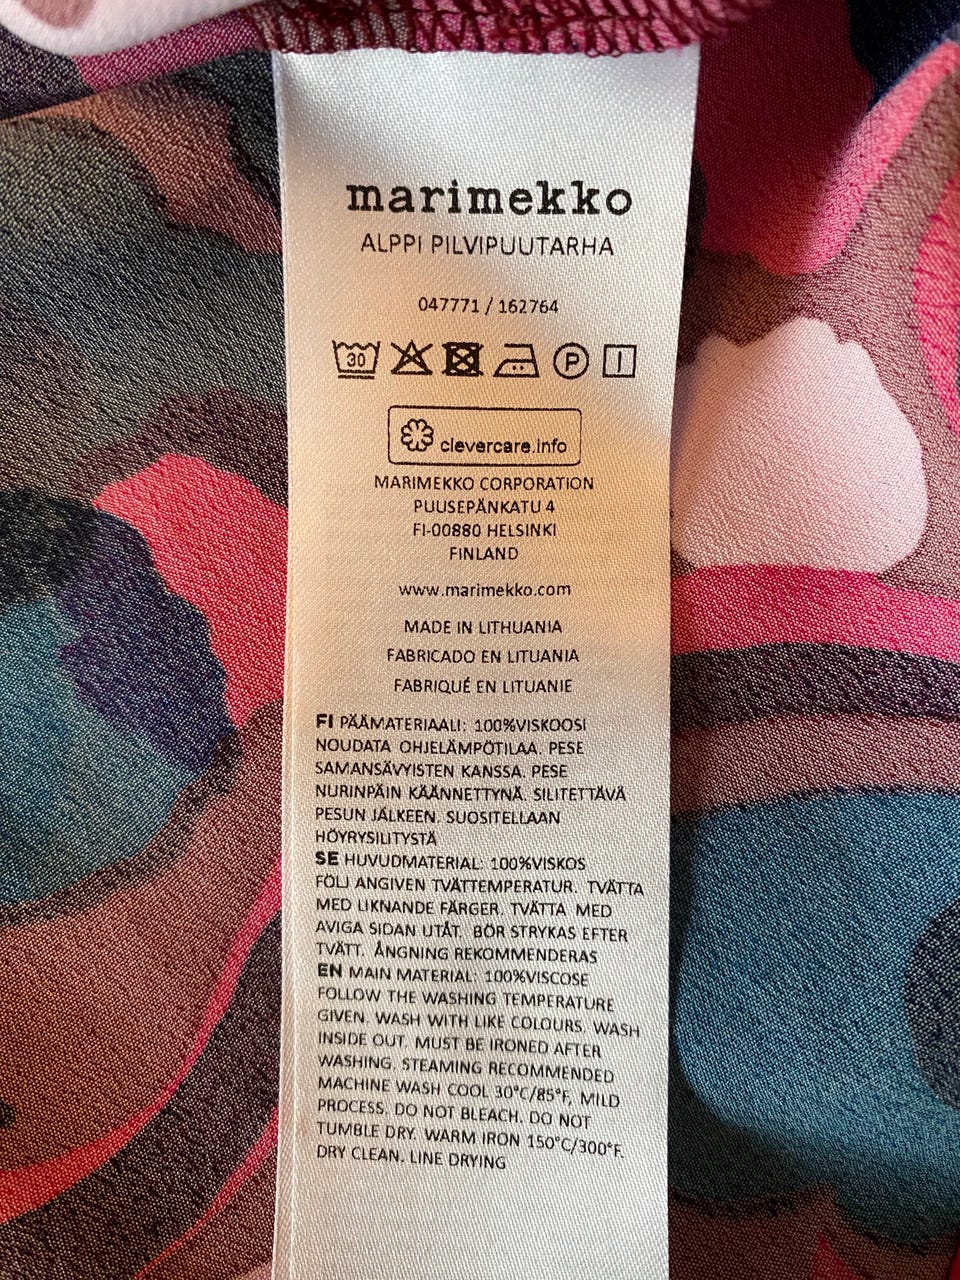 marimekko
ALPPI PILVIPUUTARHA
047771 / 162764
30 P
clevercare.info
MARIMEKKO CORPORATION
PUUSEPÄNKATU 4
FI-00880 HELSINKI
FINLAND
www.marimekko.com
MADE IN LITHUANIA
FABRICADO EN LITUANIA
FABRIQUÉ EN LITUANIE
FI PÄÄMATERIAALI: 100%VISKOOSI
NOUDATA OHJELÄMPÖTILAA. PESE
SAMANSÄVYISTEN KANSSA. PESE
NURINPÄIN KÄÄNNETTYNÄ. SILITETTÄVÄ
PESUN JÄLKEEN. SUOSITELLAAN
HÖYRYSILITYSTÄ
SE HUVUDMATERIAL: 100%VISKOS
FÖLJ ANGIVEN TVÄTTEMPERATUR. TVÄTTA
MED LIKNANDE FÄRGER. TVÄTTA MED
AVIGA SIDAN UTÅT. BÖR STRYKAS EFTER
TVÄTT. ÅNGNING REKOMMENDERAS
EN MAIN MATERIAL: 100%VISCOSE
FOLLOW THE WASHING TEMPERATURE
GIVEN. WASH WITH LIKE COLOURS. WASH
INSIDE OUT. MUST BE IRONED AFTER
WASHING. STEAMING RECOMMENDED
MACHINE WASH COOL 30°C/85°F, MILD
PROCESS. DO NOT BLEACH. DO NOT
TUMBLE DRY. WARM IRON 150°C/300°F.
DRY CLEAN. LINE DRYING